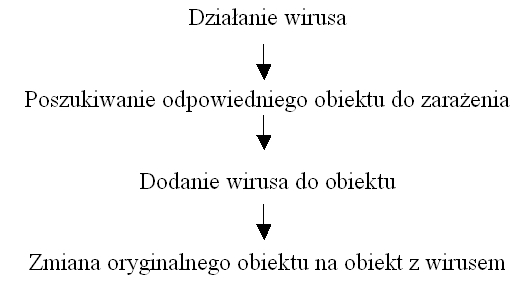 Działanie wirusa
Poszukiwanie odpowiedniego obiektu do zarażenia
Dodanie wirusa do obiektu
Zmiana oryginalnego obiektu na obiekt z wirusem